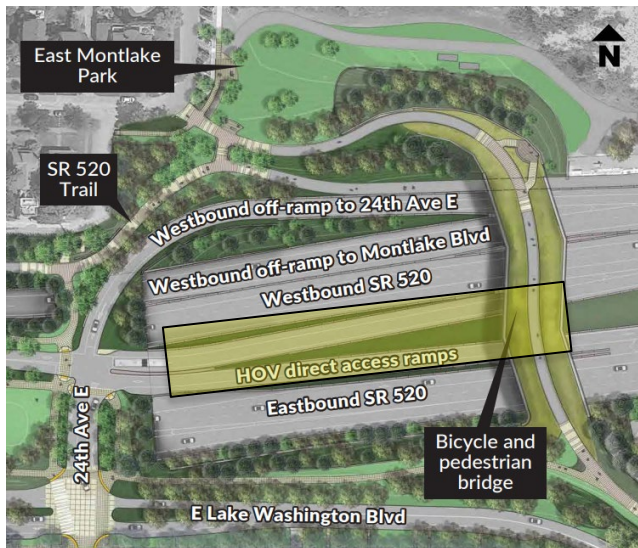 East Montlake
Park
N
SR 520
Trail
Westbound off-ramp to 24th Ave E
Westbound off-ramp to Montlake Blvd
Westbound SR 520
HOV direct access ramps
Eastbound SR 520
24th Ave E
Bicycle and
pedestrian
bridge
E Lake Washington Blvd